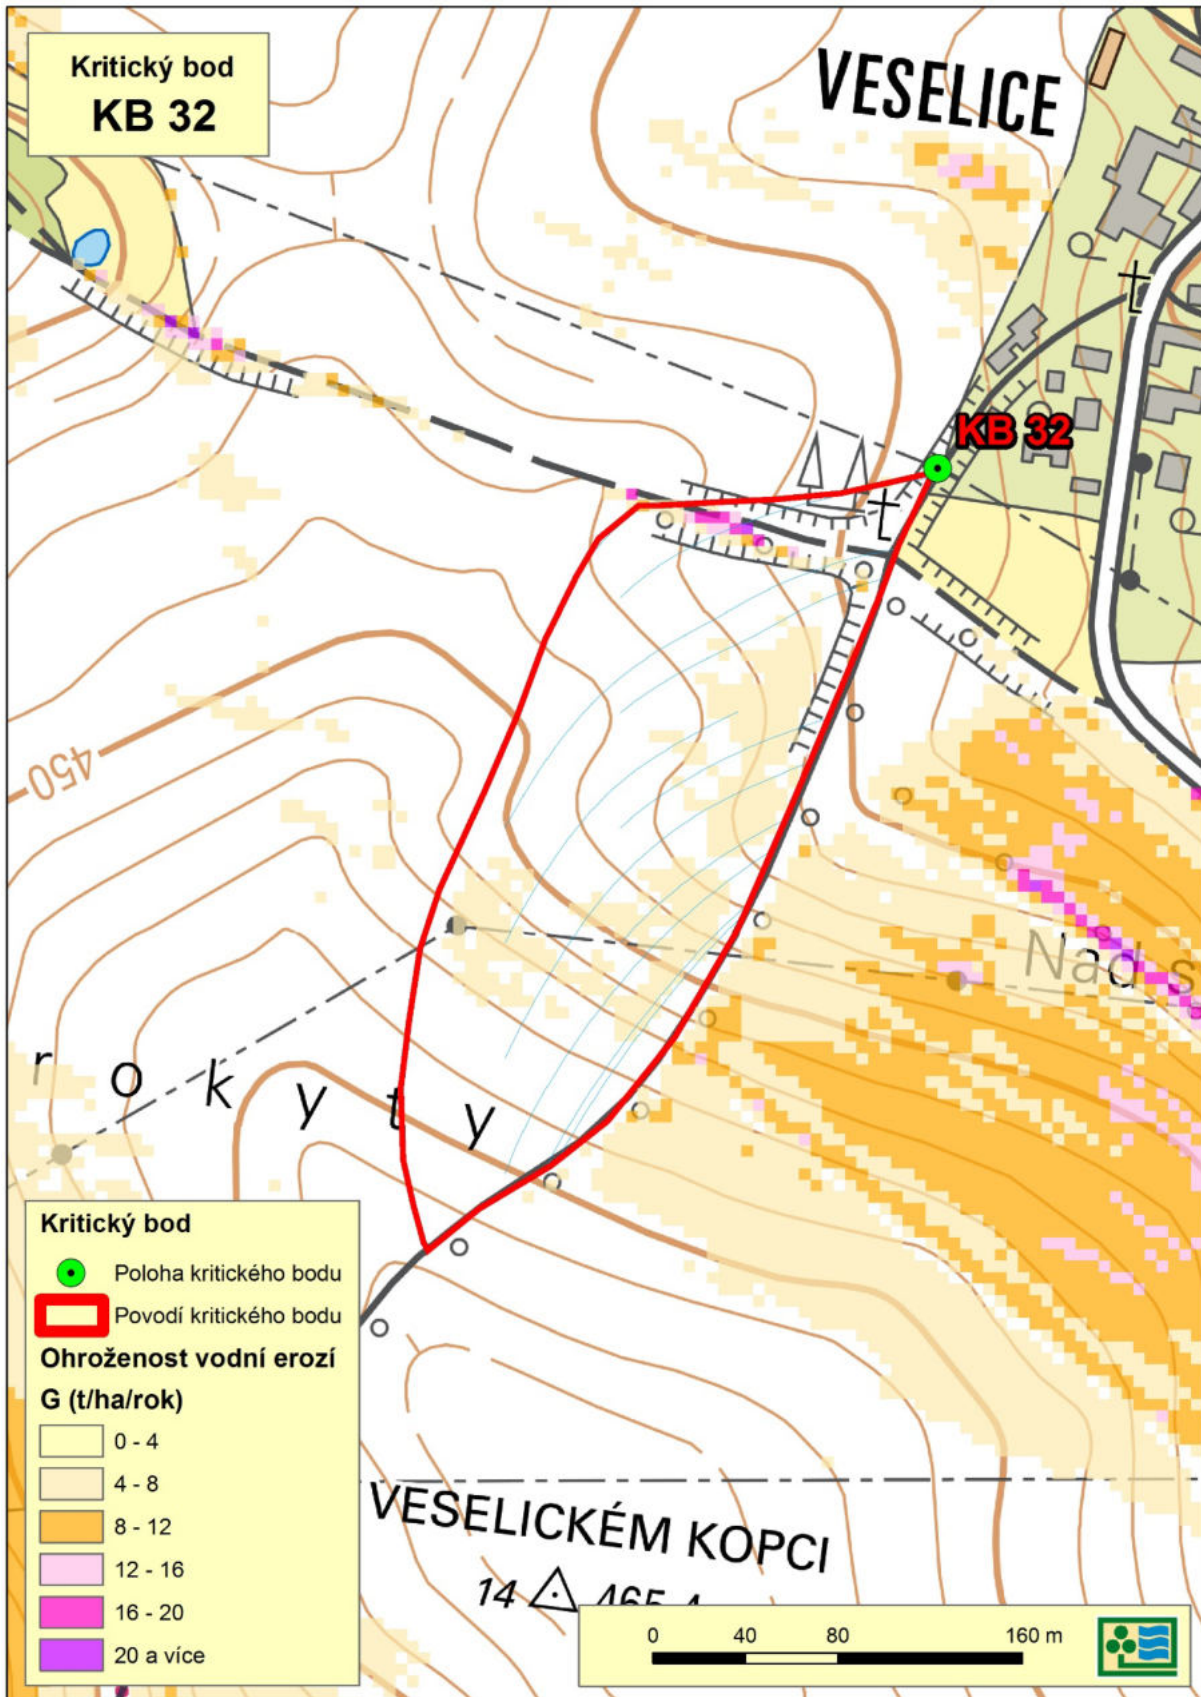 Kritický bod
KB 32
VESELICE
KB 32
450
Nad s
r o k y t y
Kritický bod
Poloha kritického bodu
Povodí kritického bodu
Ohroženost vodní erozí
G (t/ha/rok)
0 - 4
4 - 8
8 - 12
12 - 16
16 - 20
20 a více
VESELICKÉM KOPCI
14 465.4
0 40 80 160 m